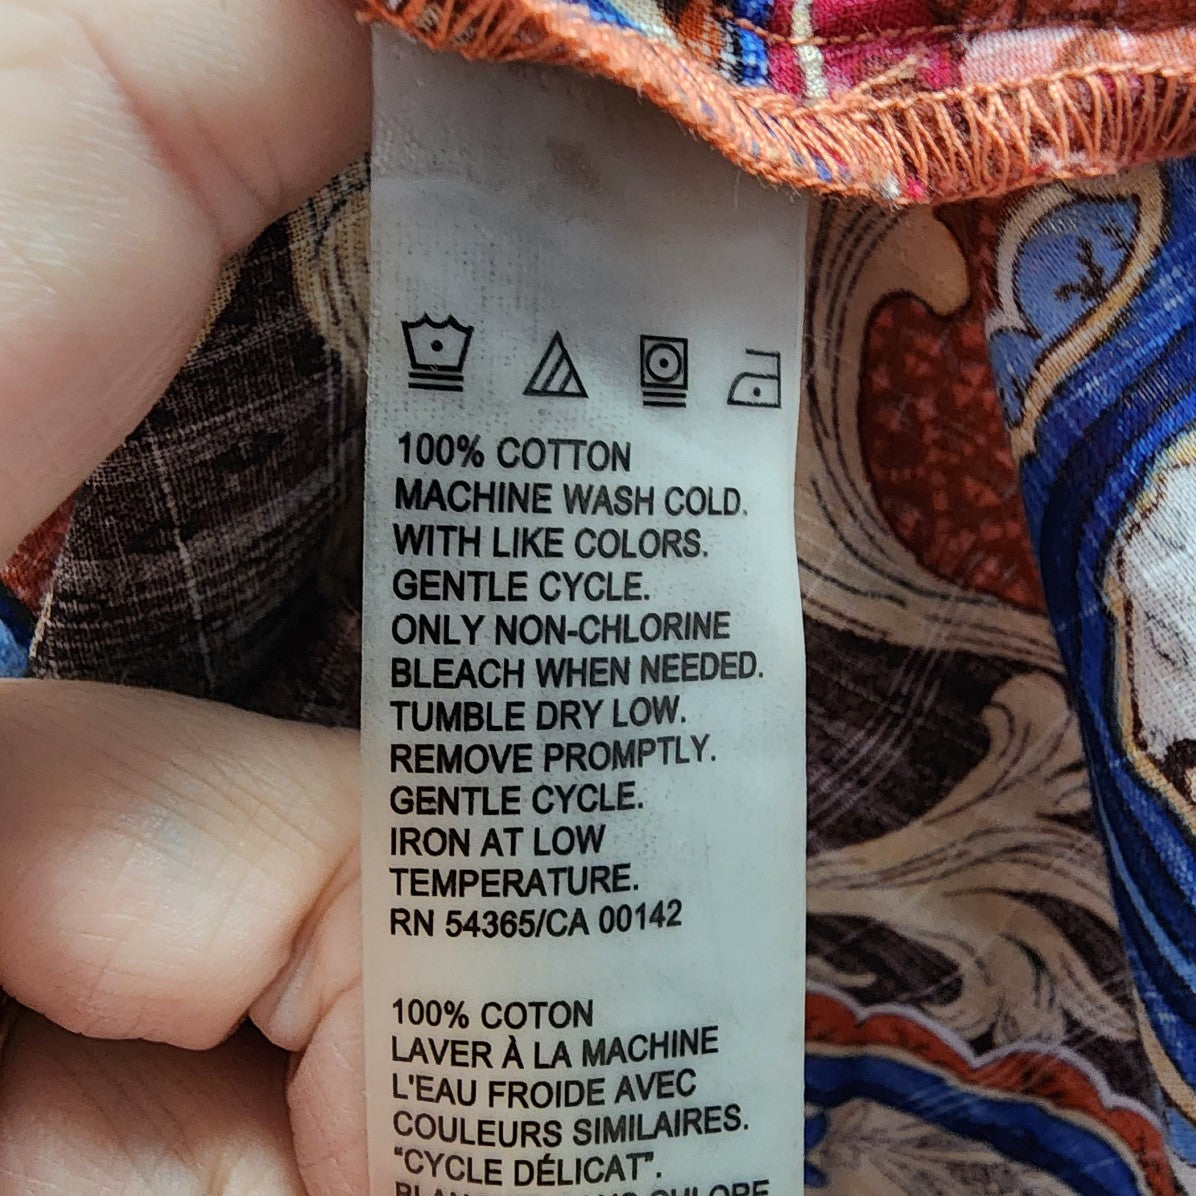 100% COTTON
MACHINE WASH COLD.
WITH LIKE COLORS.
GENTLE CYCLE.
ONLY NON-CHLORINE
BLEACH WHEN NEEDED.
TUMBLE DRY LOW.
REMOVE PROMPTLY.
GENTLE CYCLE.
IRON AT LOW
TEMPERATURE.
RN 54365/CA 00142
100% COTON
LAVER À LA MACHINE
L'EAU FROIDE AVEC
COULEURS SIMILAIRES.
"CYCLE DÉLICAT".